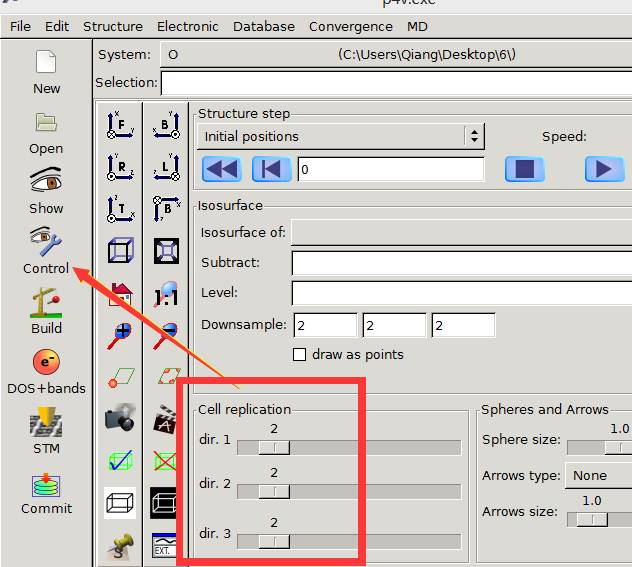 p4v.exe
File Edit Structure Electronic Database Convergence MD
System: O (C:\Users\Qiang\Desktop\6\)
Selection:
New
Open
Show
Control
Build
DOS+bands
STM
Commit
X F Y
X B Y
Z R Y
Z L Y
Z T X
X B Z
1:1
A
S
EXT.
Structure step
Initial positions Speed:
0
Isosurface
Isosurface of:
Subtract:
Level:
Downsample: 2 2 2
draw as points
Cell replication
2
dir. 1
2
dir. 2
2
dir. 3
Spheres and Arrows
1.0
Sphere size:
Arrows type: None
1.0
Arrows size: